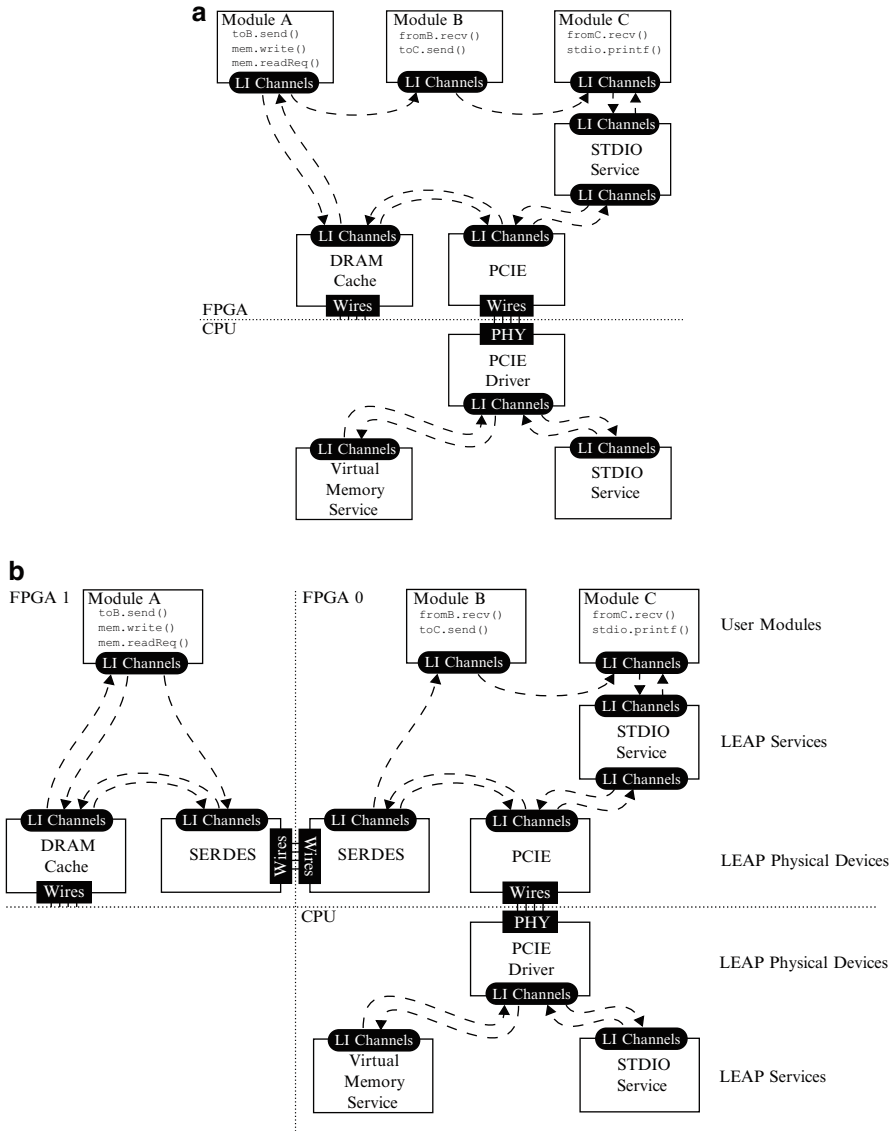 a
Module A
toB.send()
mem.write()
mem.readReq()
LI Channels
Module B
fromB.recv()
toC.send()
LI Channels
Module C
fromC.recv()
stdio.printf()
LI Channels
LI Channels
STDIO
Service
LI Channels
LI Channels
DRAM
Cache
Wires
LI Channels
PCIE
Wires
FPGA
CPU
PHY
PCIE
Driver
LI Channels
LI Channels
Virtual
Memory
Service
LI Channels
STDIO
Service
b
FPGA 1
Module A
toB.send()
mem.write()
mem.readReq()
LI Channels
FPGA 0
Module B
fromB.recv()
toC.send()
LI Channels
Module C
fromC.recv()
stdio.printf()
LI Channels
User Modules
LI Channels
STDIO
Service
LI Channels
LEAP Services
LI Channels
DRAM
Cache
Wires
LI Channels
SERDES
Wires
Wires
LI Channels
SERDES
LI Channels
PCIE
Wires
LEAP Physical Devices
CPU
PHY
PCIE
Driver
LI Channels
LEAP Physical Devices
LI Channels
Virtual
Memory
Service
LI Channels
STDIO
Service
LEAP Services